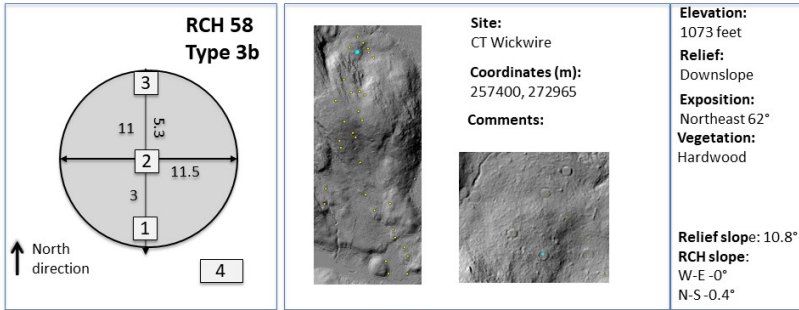 RCH 58
Type 3b
3
11
5.3
2
11.5
3
1
North
direction
4
Site:
CT Wickwire
Coordinates (m):
257400, 272965
Comments:
Elevation:
1073 feet
Relief:
Downslope
Exposition:
Northeast 62°
Vegetation:
Hardwood
Relief slope: 10.8°
RCH slope:
W-E -0°
N-S -0.4°